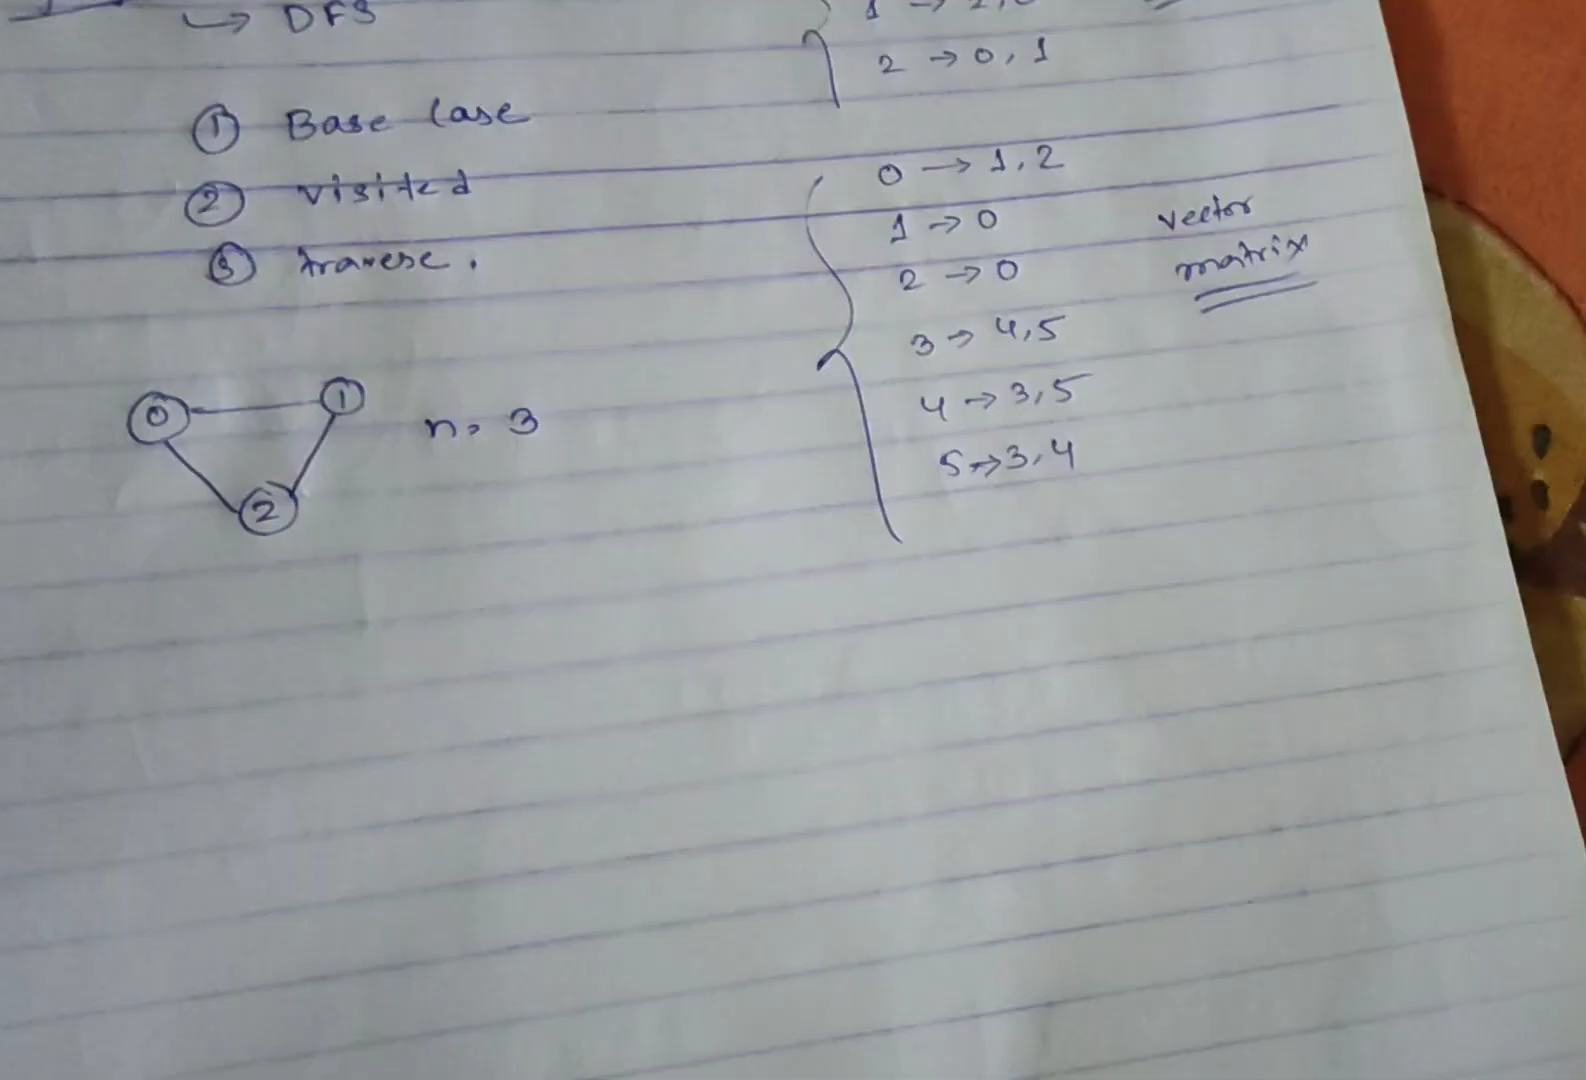 ↳ DFS
① Base Case
② visited
③ travese.
0 1 n = 3
2
2 → 0, 1
0 → 1, 2
1 → 0
2 → 0
3 → 4, 5
4 → 3, 5
5 → 3, 4
vector
matrix